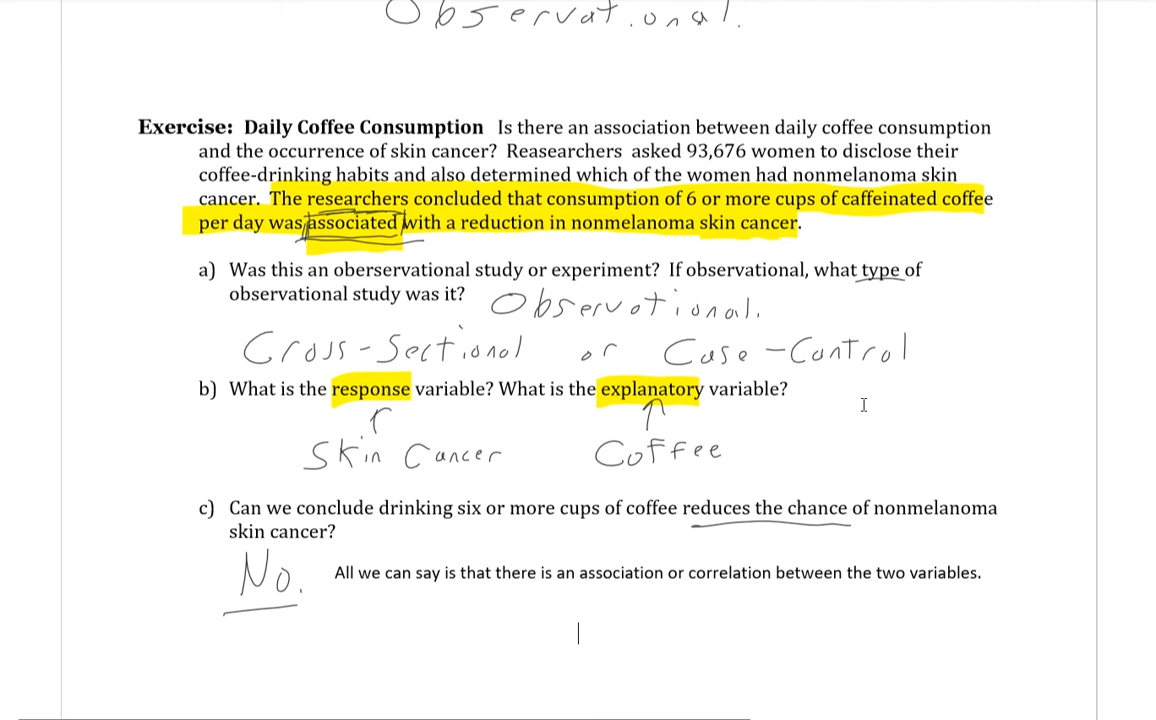 Observational.
Exercise: Daily Coffee Consumption Is there an association between daily coffee consumption
and the occurrence of skin cancer? Reasearchers asked 93,676 women to disclose their
coffee-drinking habits and also determined which of the women had nonmelanoma skin
cancer. The researchers concluded that consumption of 6 or more cups of caffeinated coffee
per day was associated with a reduction in nonmelanoma skin cancer.
a) Was this an oberservational study or experiment? If observational, what type of
observational study was it? Observational.
Cross-Sectional or Case-Control
b) What is the response variable? What is the explanatory variable?
Skin Cancer Coffee
c) Can we conclude drinking six or more cups of coffee reduces the chance of nonmelanoma
skin cancer?
No. All we can say is that there is an association or correlation between the two variables.